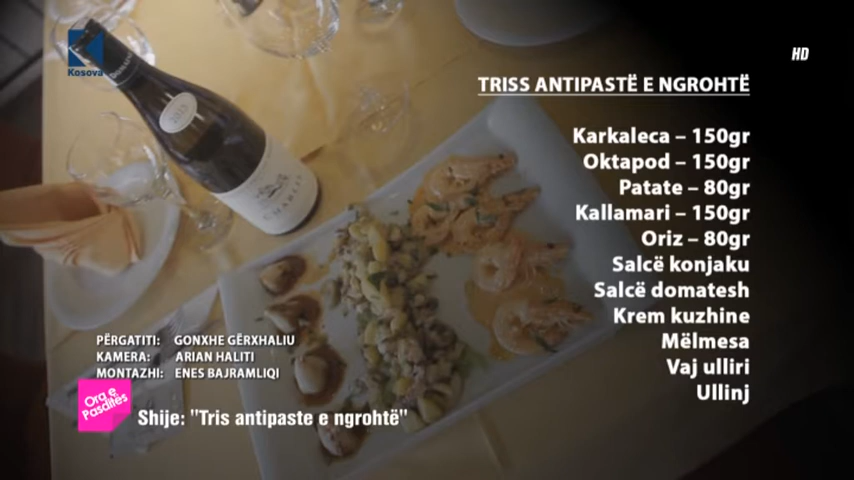 Kosova
HD
TRISS ANTIPASTË E NGROHTË
Karkaleca – 150gr
Oktapod – 150gr
Patate – 80gr
Kallamari – 150gr
Oriz – 80gr
Salcë konjaku
Salcë domatesh
Krem kuzhine
Mëlmesa
Vaj ulliri
Ullinj
PËRGATITI: GONXHE GËRXHALIU
KAMERA: ARIAN HALITI
MONTAZHI: ENES BAJRAMLIQI
Ora e
Pasdites
Shije: "Tris antipaste e ngrohtë"
CHABLIS